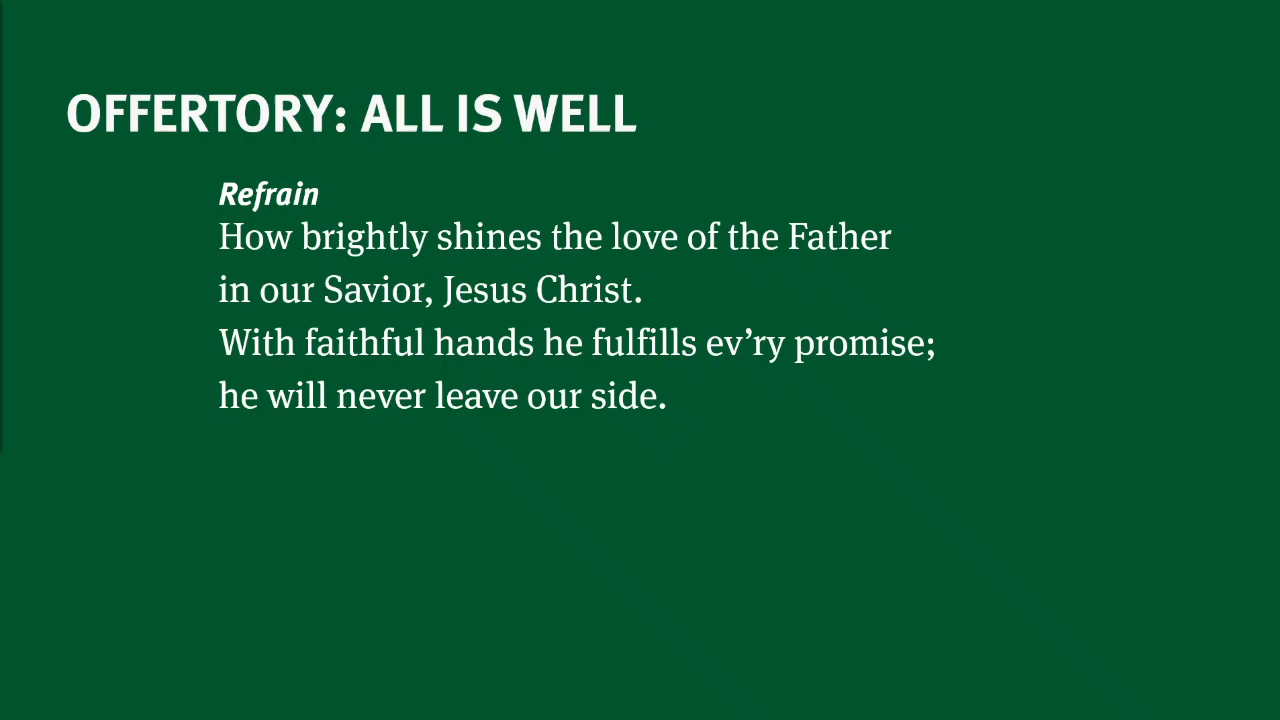 OFFERTORY: ALL IS WELL
Refrain
How brightly shines the love of the Father
in our Savior, Jesus Christ.
With faithful hands he fulfills ev’ry promise;
he will never leave our side.